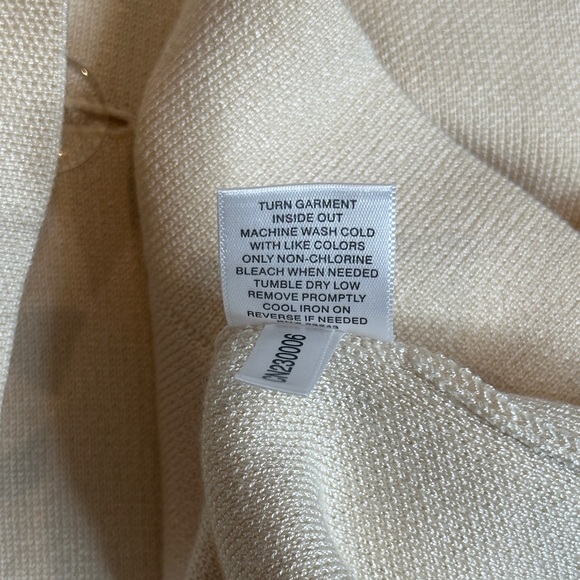 TURN GARMENT
INSIDE OUT
MACHINE WASH COLD
WITH LIKE COLORS
ONLY NON-CHLORINE
BLEACH WHEN NEEDED
TUMBLE DRY LOW
REMOVE PROMPTLY
COOL IRON ON
REVERSE IF NEEDED
CN230006